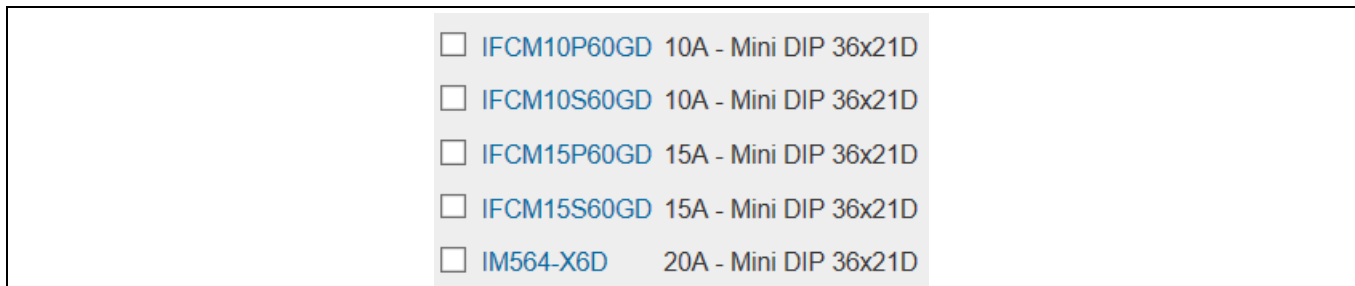 IFCM10P60GD 10A - Mini DIP 36x21D
IFCM10S60GD 10A - Mini DIP 36x21D
IFCM15P60GD 15A - Mini DIP 36x21D
IFCM15S60GD 15A - Mini DIP 36x21D
IM564-X6D 20A - Mini DIP 36x21D